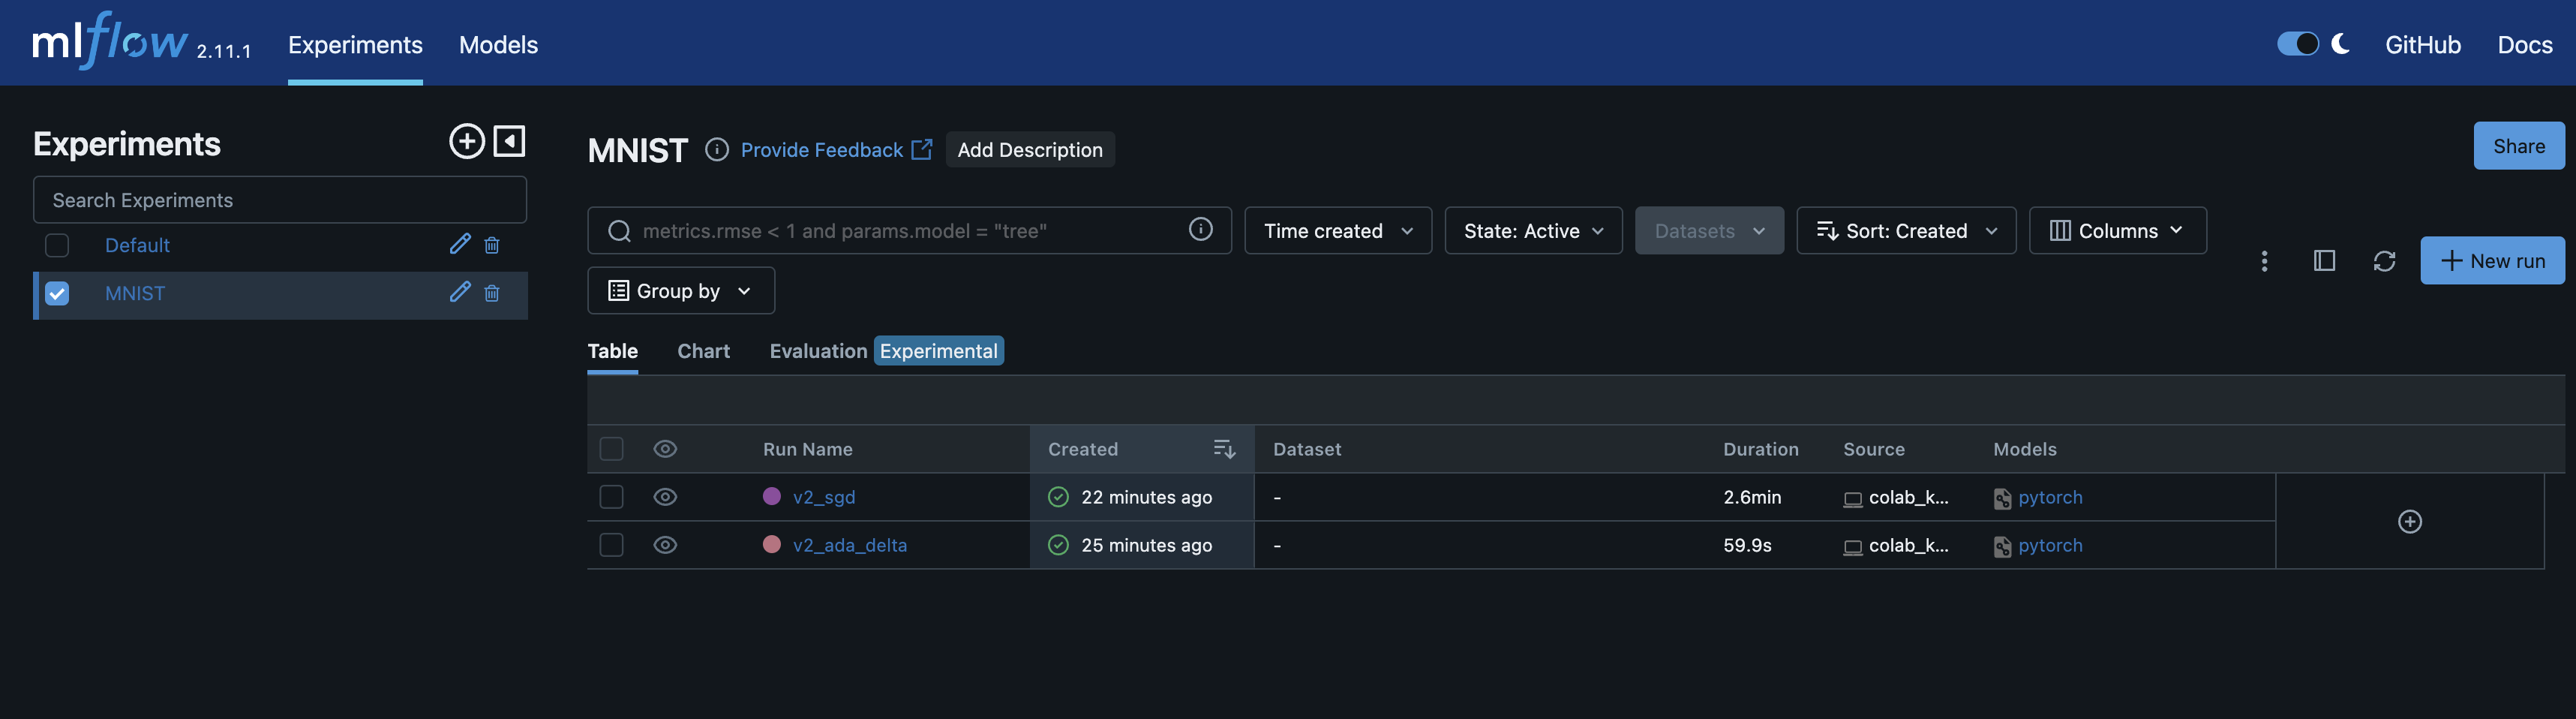 mlflow 2.11.1 Experiments Models GitHub Docs
Experiments
Search Experiments
Default
MNIST
MNIST Provide Feedback Add Description Share
metrics.rmse < 1 and params.model = "tree" Time created State: Active Datasets Sort: Created Columns
New run
Group by
Table Chart Evaluation Experimental
Run Name Created Dataset Duration Source Models
v2_sgd 22 minutes ago - 2.6min colab_k... pytorch
v2_ada_delta 25 minutes ago - 59.9s colab_k... pytorch